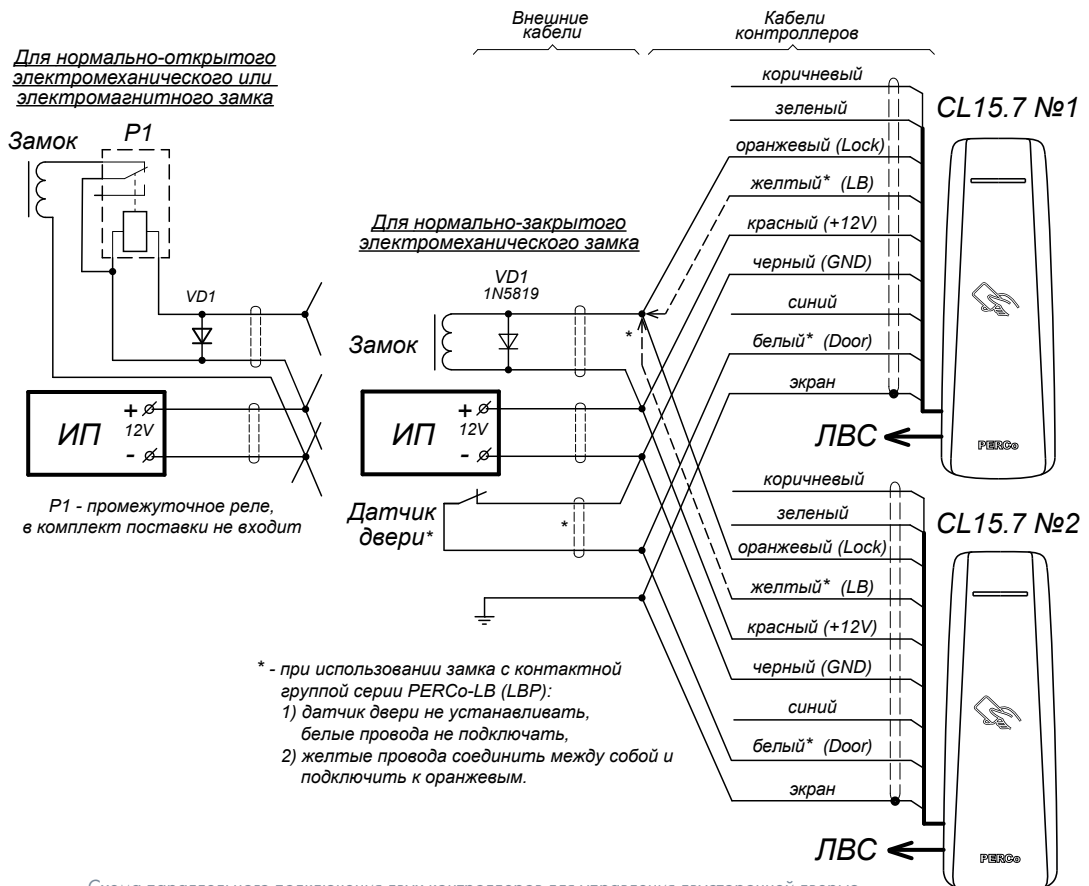 Внешние
кабели
Кабели
контроллеров
Для нормально-открытого
электромеханического или
электромагнитного замка
Замок
P1
VD1
ИП
+
12V
-
P1 - промежуточное реле,
в комплект поставки не входит
Для нормально-закрытого
электромеханического замка
VD1
1N5819
Замок
*
ИП
+
12V
-
Датчик
двери*
*
коричневый
зеленый
оранжевый (Lock)
желтый* (LB)
красный (+12V)
черный (GND)
синий
белый* (Door)
экран
CL15.7 №1
PERCo
ЛВС
коричневый
зеленый
оранжевый (Lock)
желтый* (LB)
красный (+12V)
черный (GND)
синий
белый* (Door)
экран
CL15.7 №2
PERCo
ЛВС
* - при использовании замка с контактной
группой серии PERCo-LB (LBP):
1) датчик двери не устанавливать,
белые провода не подключать,
2) желтые провода соединить между собой и
подключить к оранжевым.